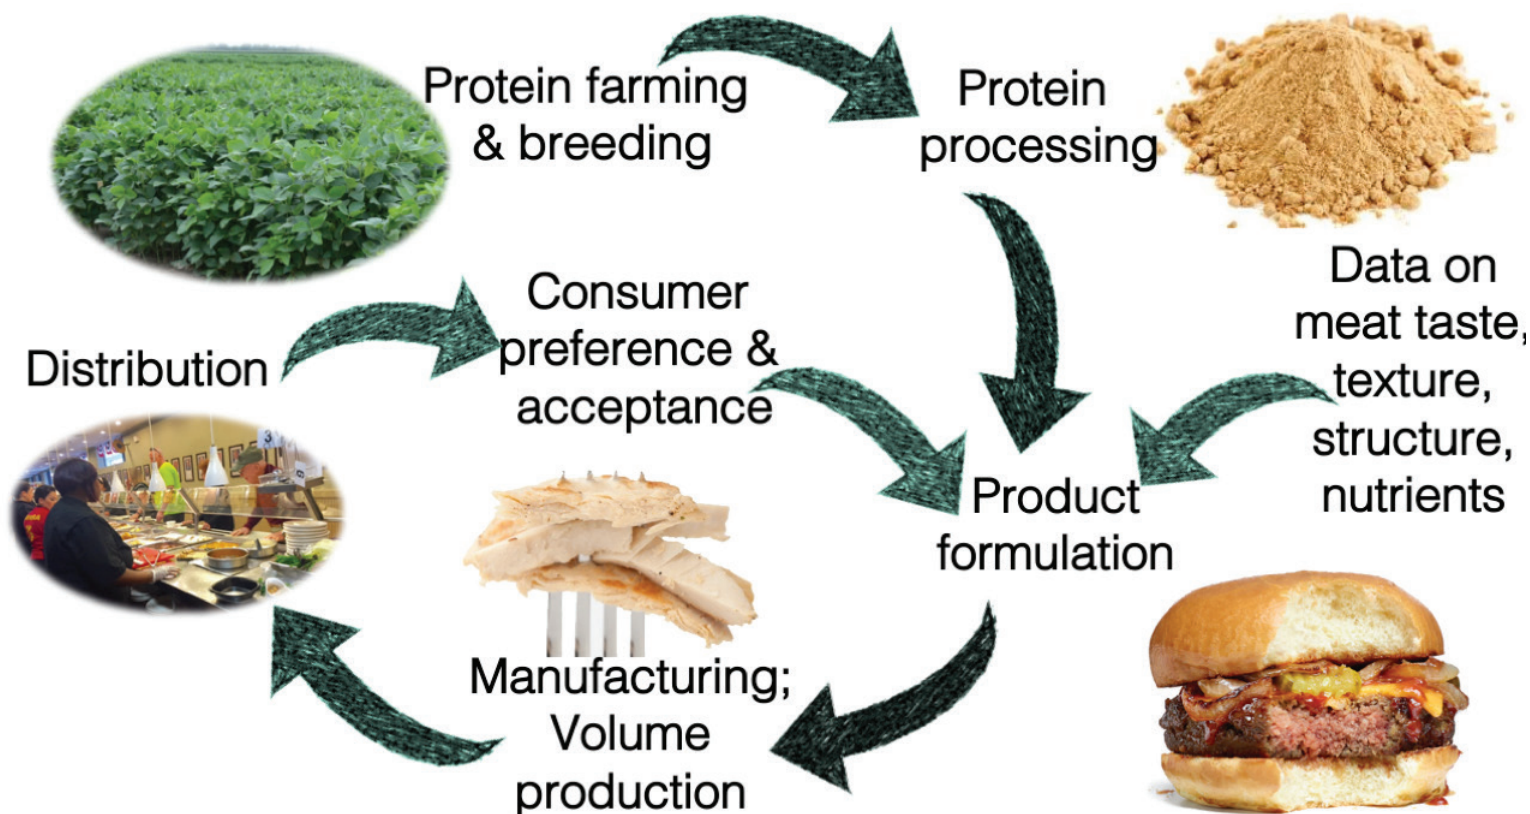 Protein farming
& breeding
Protein
processing
Data on
meat taste,
texture,
structure,
nutrients
Consumer
preference &
acceptance
Distribution
Product
formulation
Manufacturing;
Volume
production
3